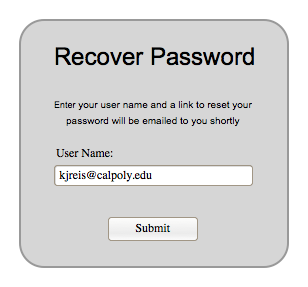 Recover Password
Enter your user name and a link to reset your
password will be emailed to you shortly
User Name:
kjreis@calpoly.edu
Submit